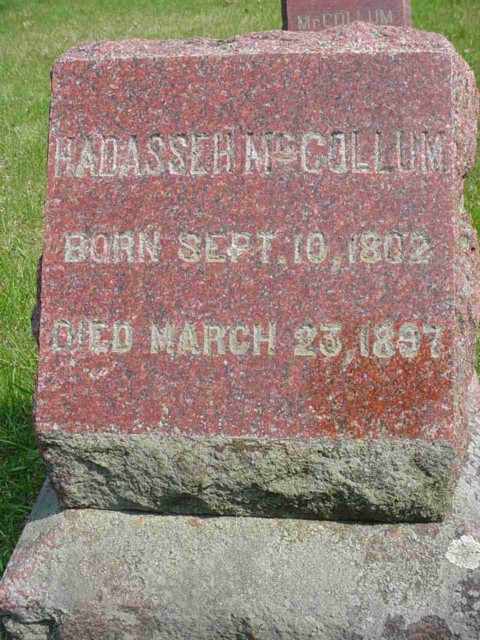 McCOLLUM
HADASSEH McCOLLUM
BORN SEPT. 10, 1802
DIED MARCH 23, 1897